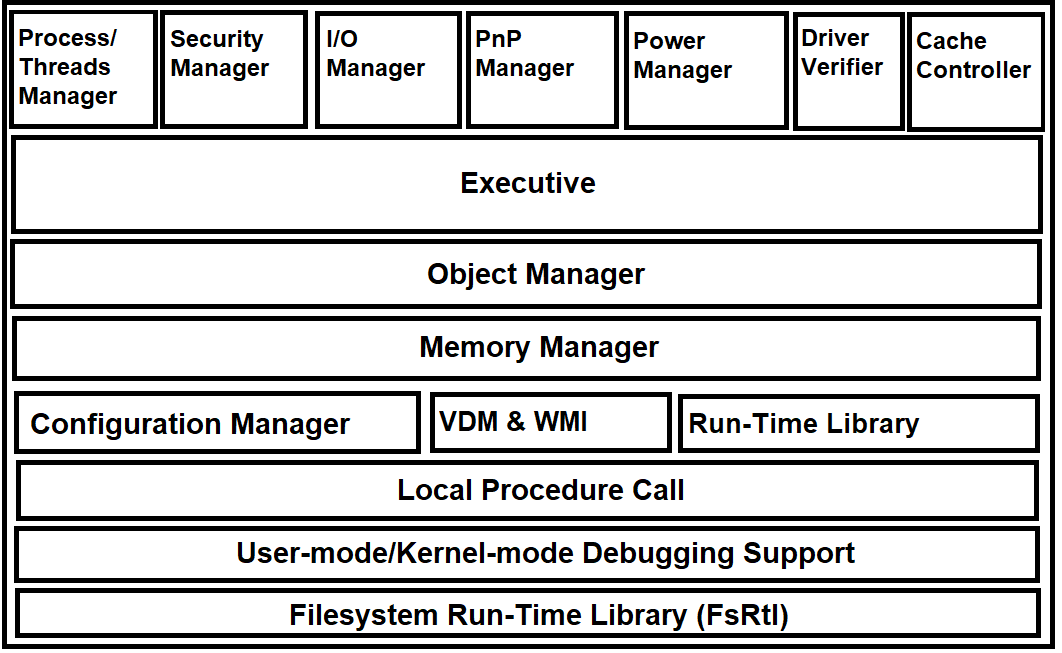 Process/
Threads
Manager
Security
Manager
I/O
Manager
PnP
Manager
Power
Manager
Driver
Verifier
Cache
Controller
Executive
Object Manager
Memory Manager
Configuration Manager
VDM & WMI
Run-Time Library
Local Procedure Call
User-mode/Kernel-mode Debugging Support
Filesystem Run-Time Library (FsRtl)